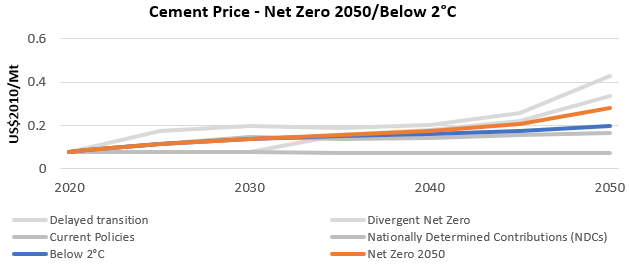 Cement Price - Net Zero 2050/Below 2°C
US$2010/Mt
0.6
0.4
0.2
0
2020 2030 2040 2050
Delayed transition Divergent Net Zero
Current Policies Nationally Determined Contributions (NDCs)
Below 2°C Net Zero 2050